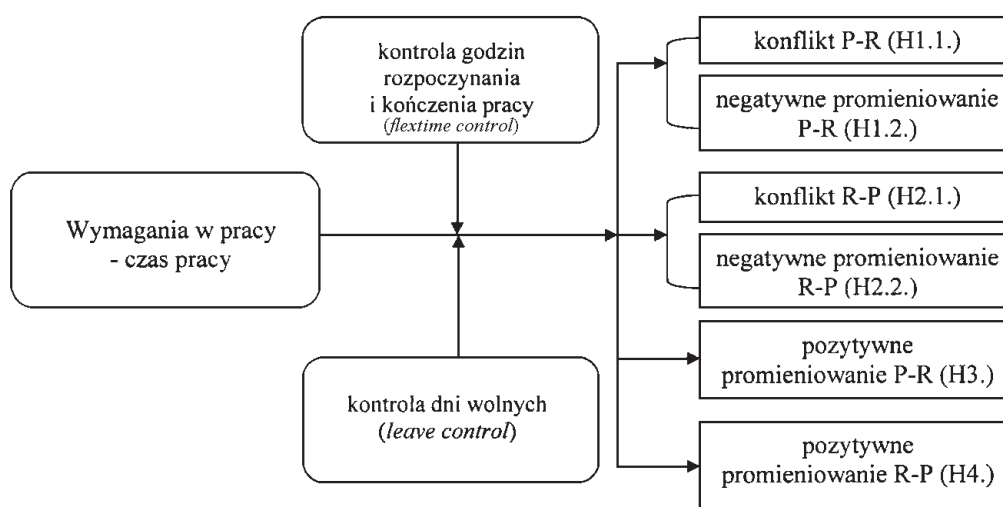 kontrola godzin
rozpoczynania
i kończenia pracy
(flextime control)
Wymagania w pracy
- czas pracy
kontrola dni wolnych
(leave control)
konflikt P-R (H1.1.)
negatywne promieniowanie
P-R (H1.2.)
konflikt R-P (H2.1.)
negatywne promieniowanie
R-P (H2.2.)
pozytywne
promieniowanie P-R (H3.)
pozytywne
promieniowanie R-P (H4.)